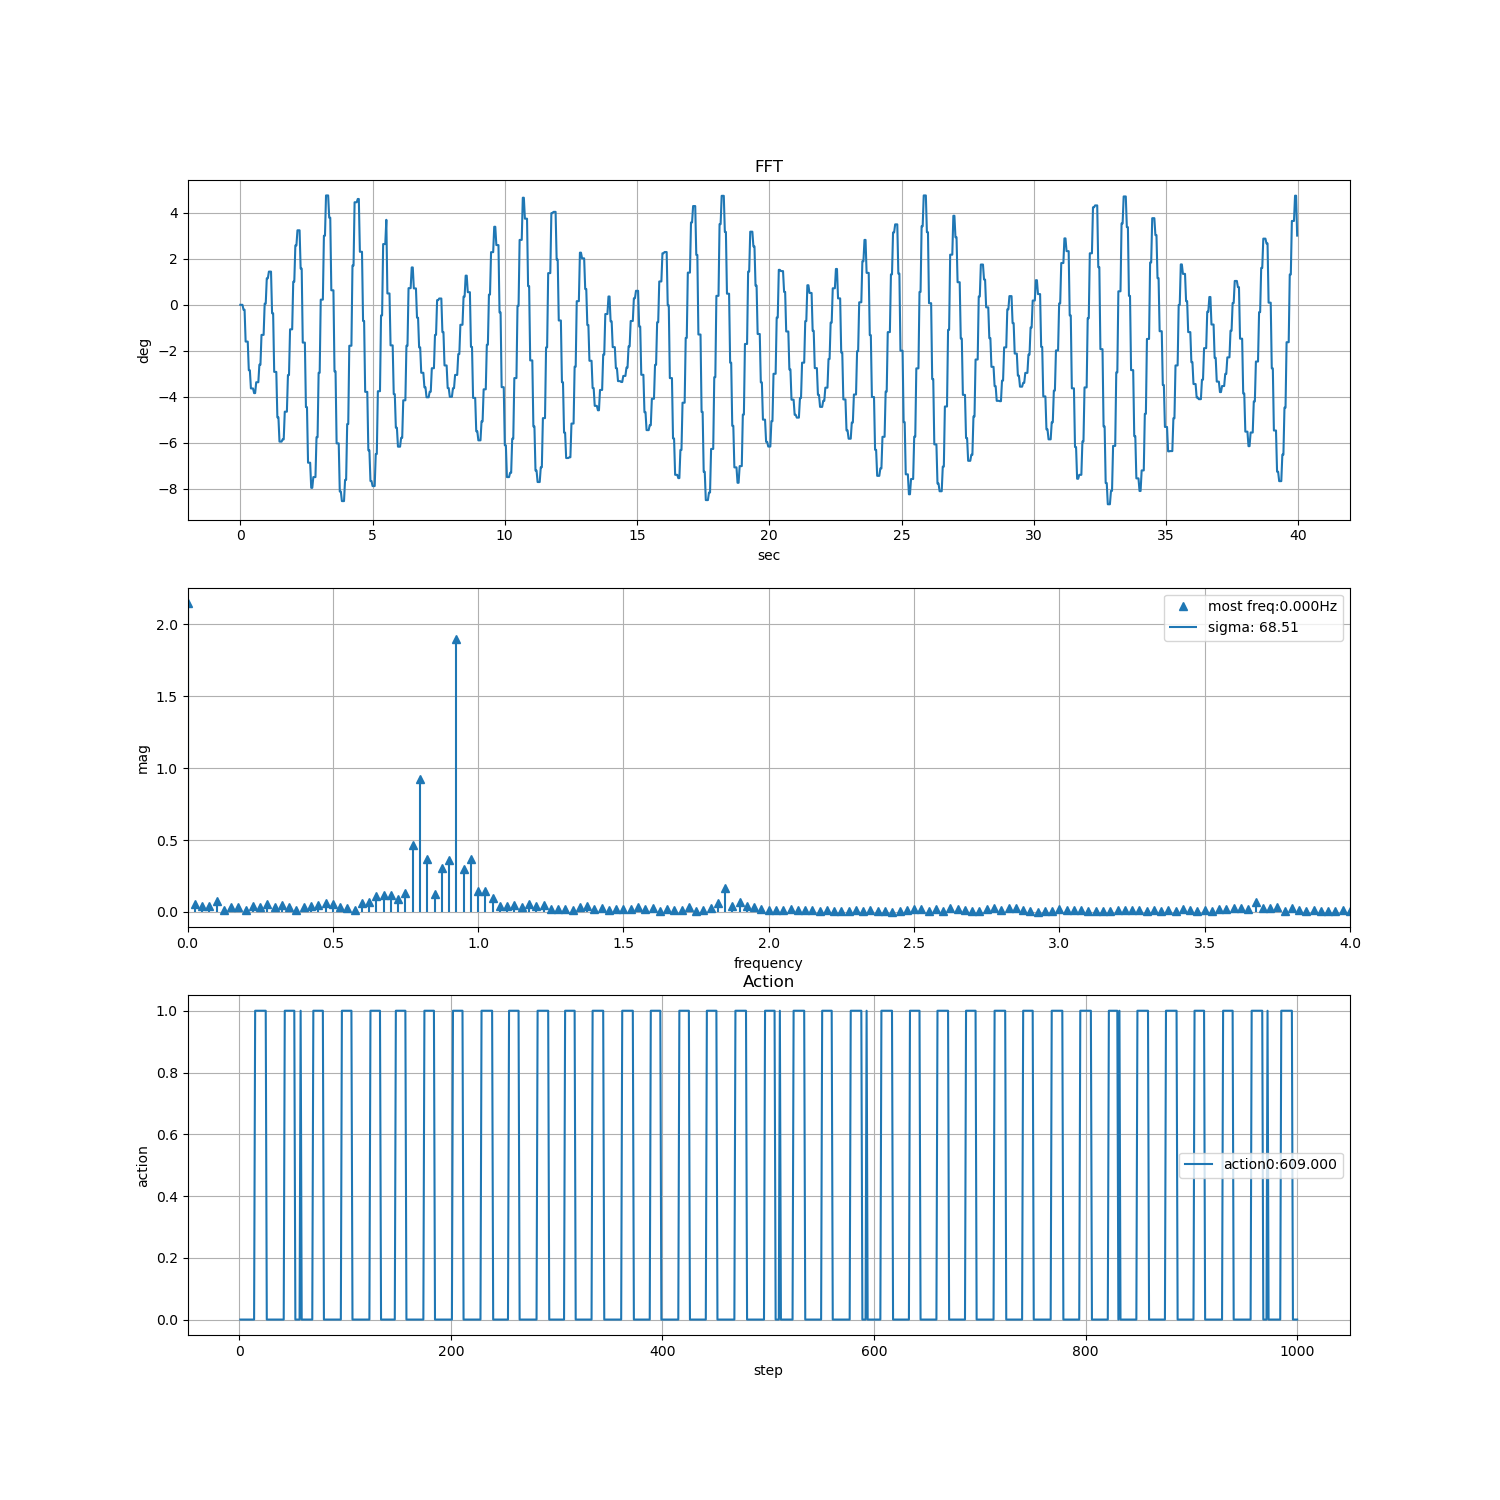 FFT
4
2
0
−2
−4
−6
−8
deg
0 5 10 15 20 25 30 35 40
sec
2.0
1.5
1.0
0.5
0.0
mag
most freq:0.000Hz
sigma: 68.51
0.0 0.5 1.0 1.5 2.0 2.5 3.0 3.5 4.0
frequency
Action
1.0
0.8
0.6
0.4
0.2
0.0
action
action0:609.000
0 200 400 600 800 1000
step